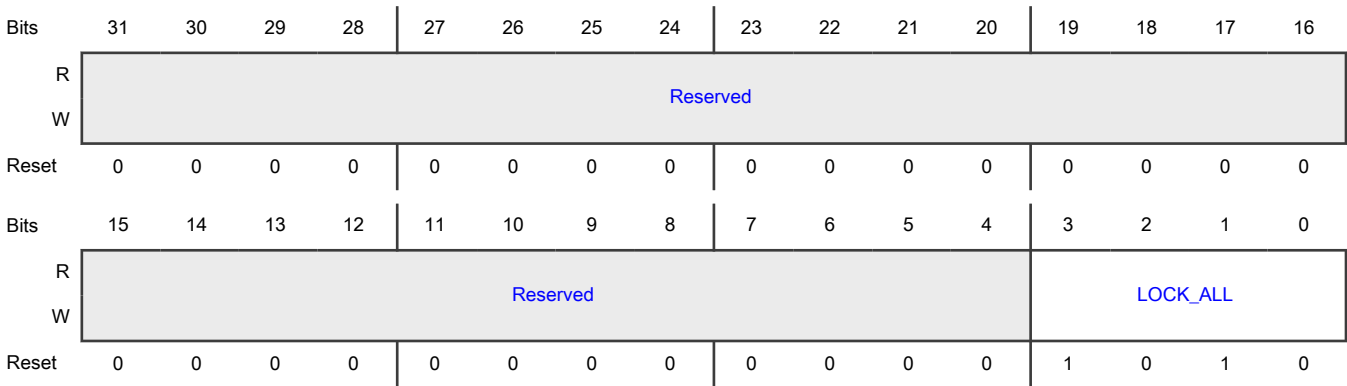 Bits 31 30 29 28 27 26 25 24 23 22 21 20 19 18 17 16
R
Reserved
W
Reset 0 0 0 0 0 0 0 0 0 0 0 0 0 0 0 0
Bits 15 14 13 12 11 10 9 8 7 6 5 4 3 2 1 0
R
Reserved LOCK_ALL
W
Reset 0 0 0 0 0 0 0 0 0 0 0 0 1 0 1 0